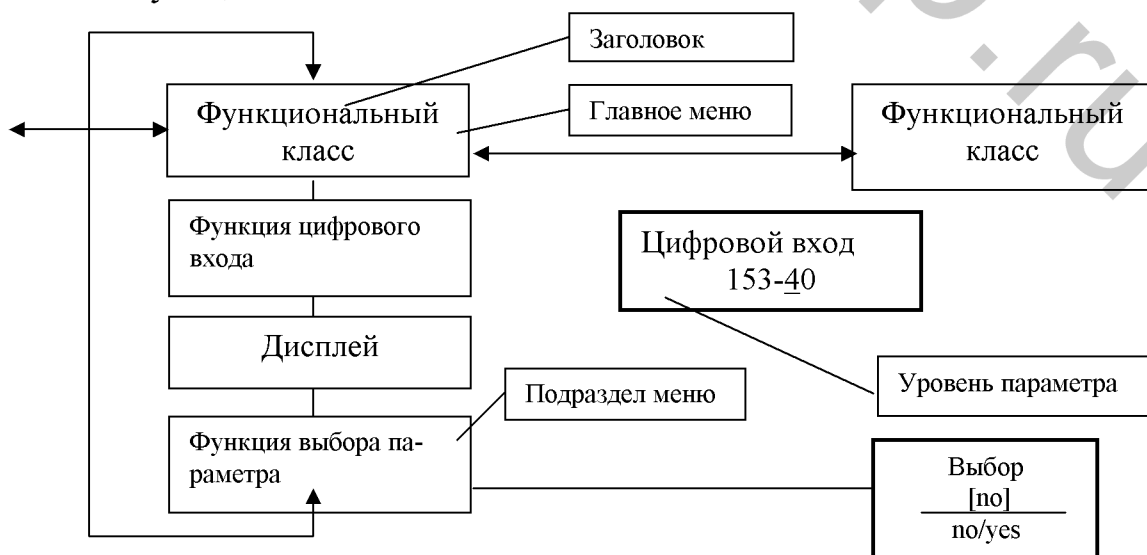 Заголовок
Функциональный
класс
Главное меню
Функциональный
класс
Функция цифрового
входа
Цифровой вход
153-40
Дисплей
Уровень параметра
Подраздел меню
Функция выбора па-
раметра
Выбор
[no]
no/yes